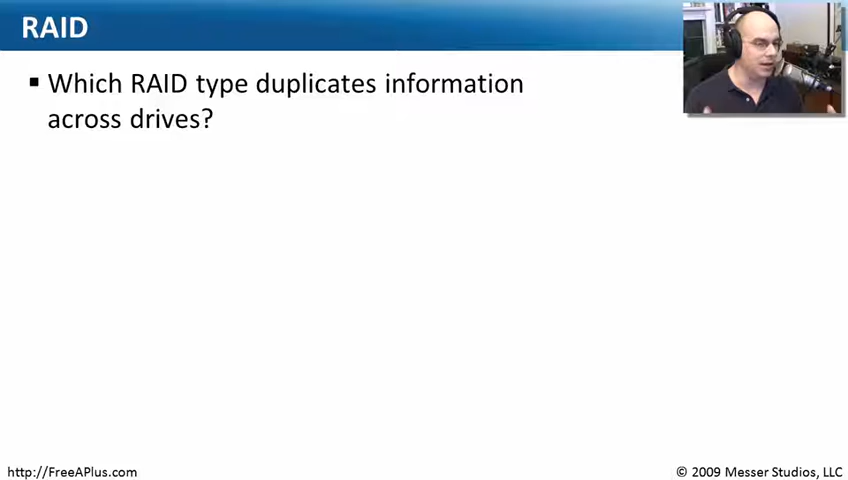 RAID
▪ Which RAID type duplicates information
across drives?
http://FreeAPlus.com
© 2009 Messer Studios, LLC